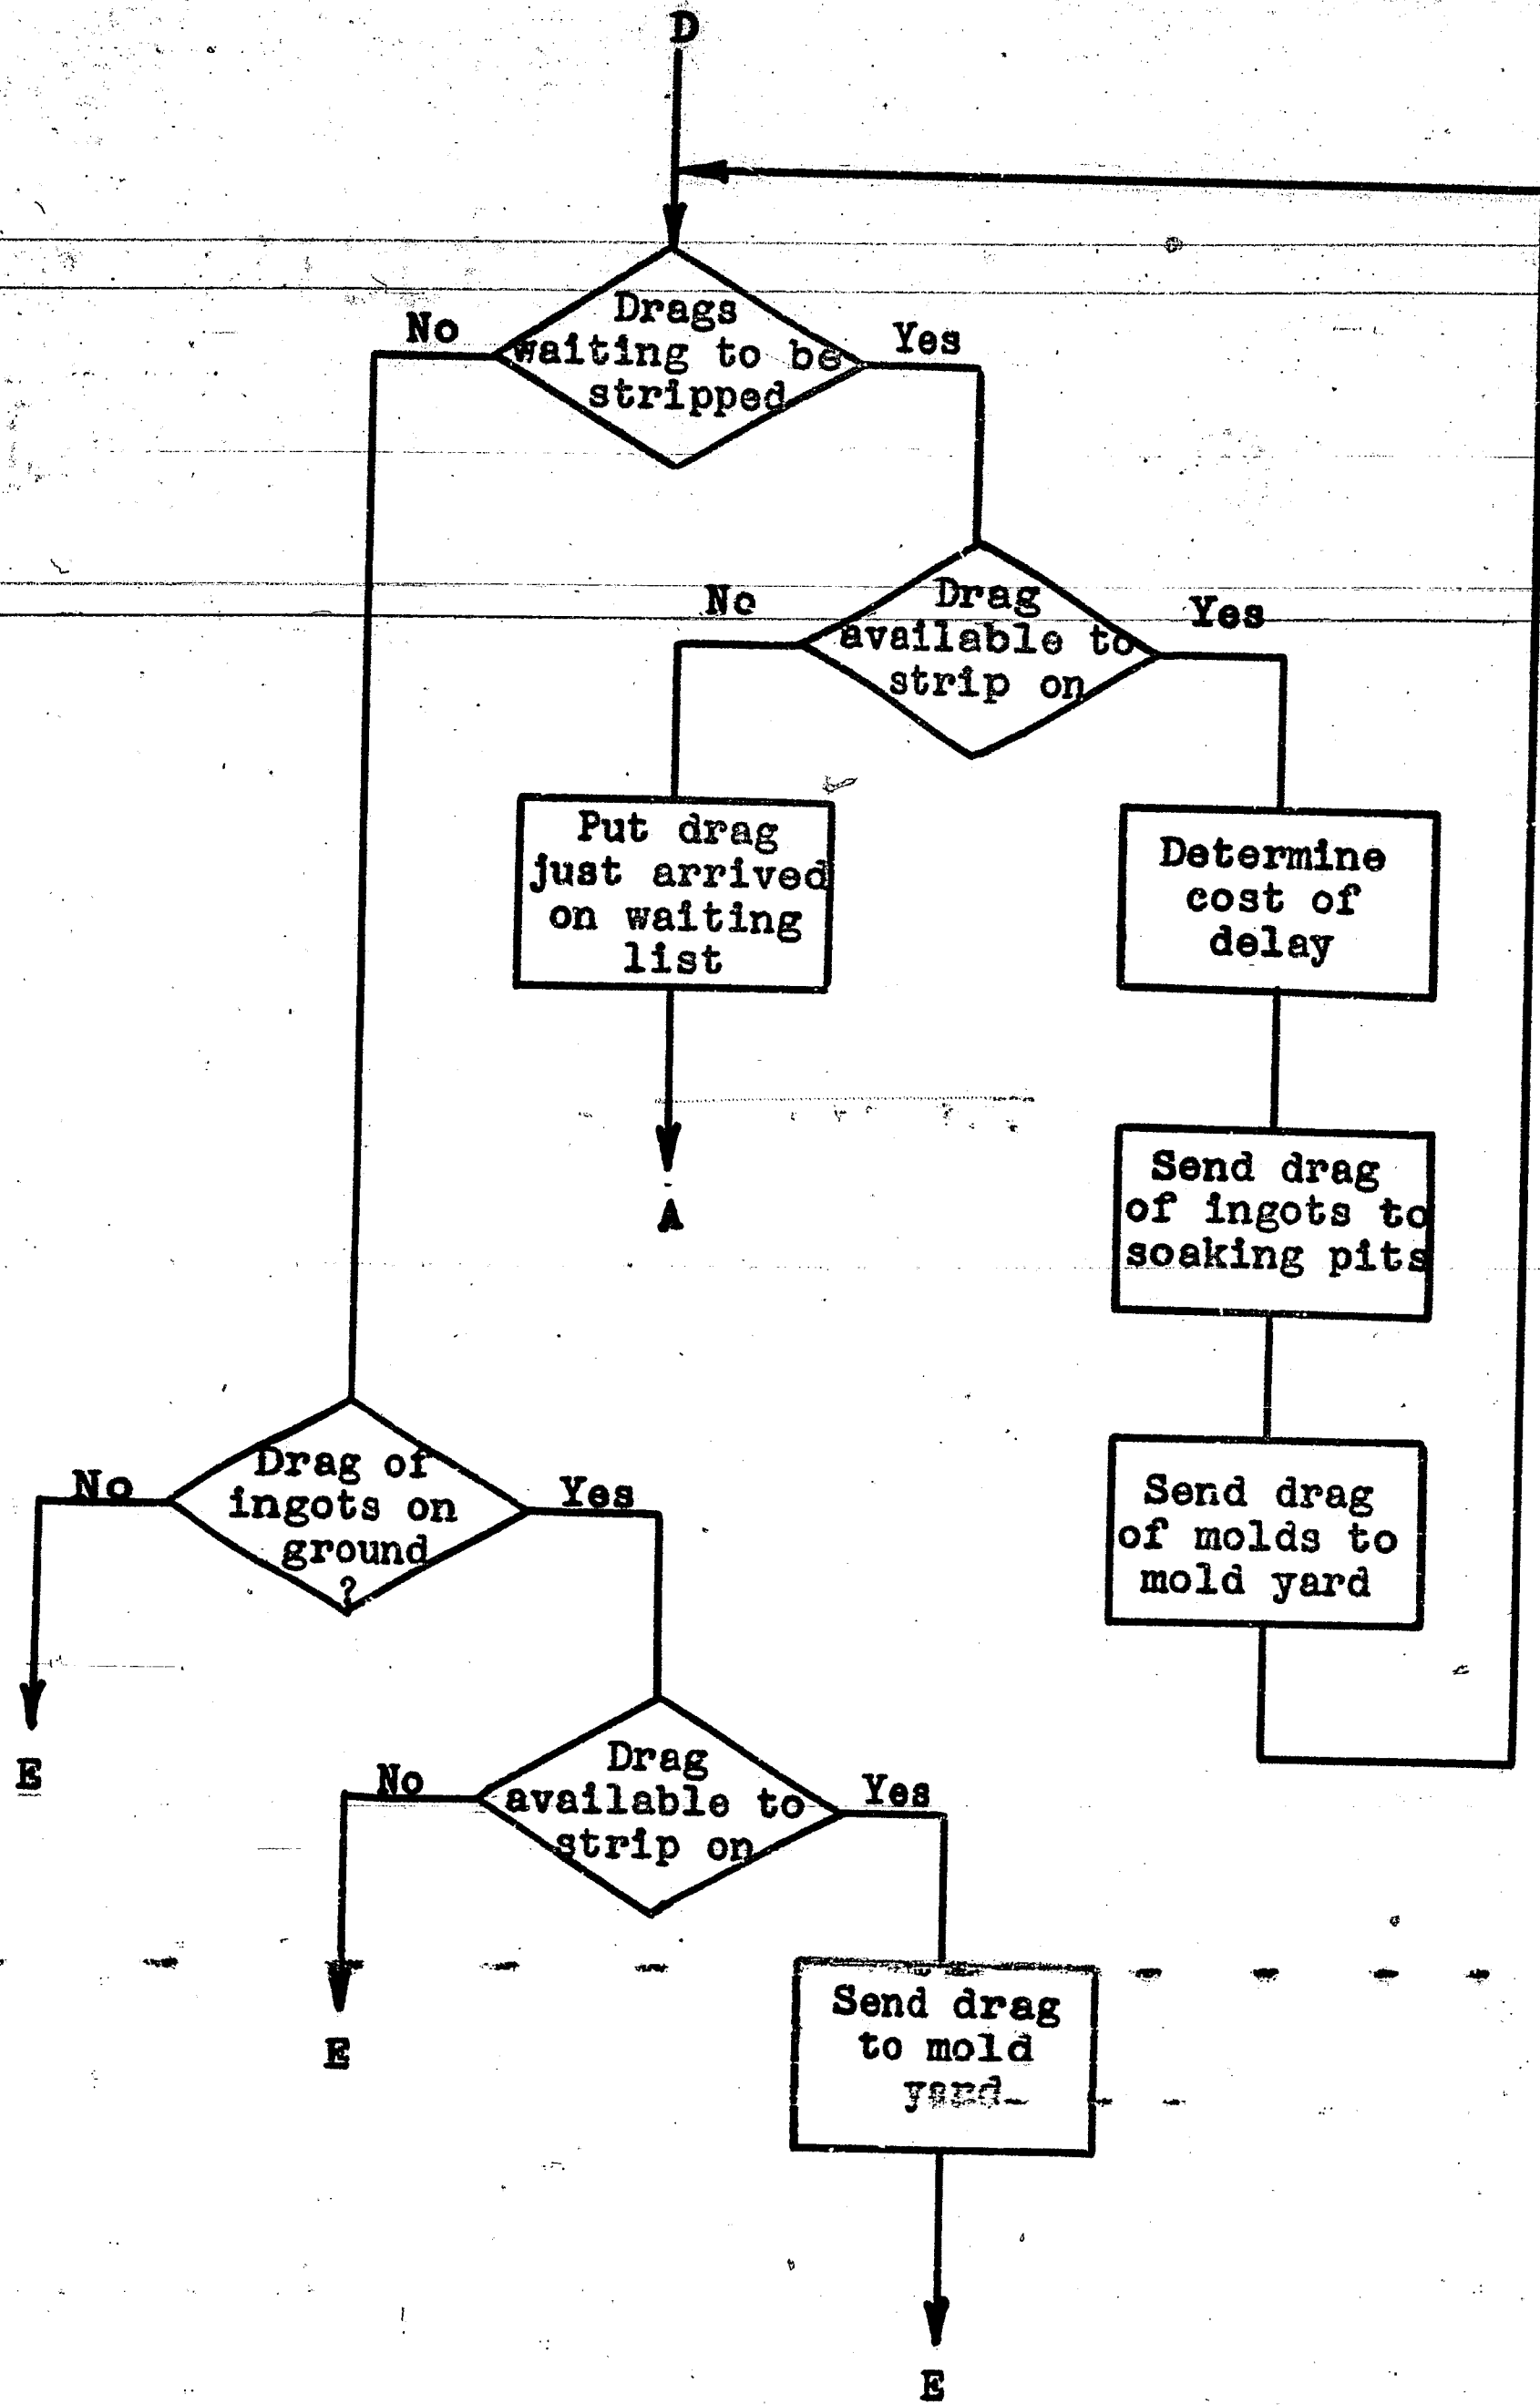 D
No
Drags
waiting to be
stripped
Yes
No
Drag
available to
strip on
Yes
Put drag
just arrived
on waiting
list
Determine
cost of
delay
A
Send drag
of ingots to
soaking pits
No
Drag of
ingots on
ground
?
Yes
Send drag
of molds to
mold yard
E
No
Drag
available to
strip on
Yes
E
Send drag
to mold
yard
E